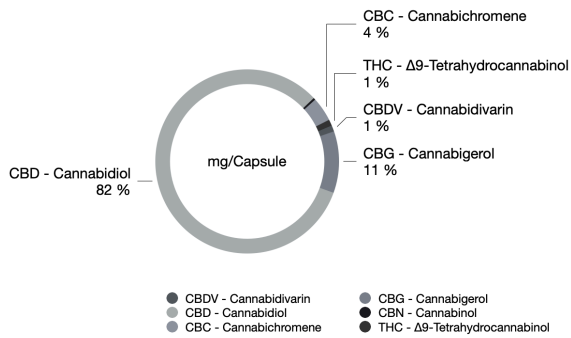 CBC - Cannabichromene
4 %
THC - Δ9-Tetrahydrocannabinol
1 %
CBDV - Cannabidivarin
1 %
CBG - Cannabigerol
11 %
mg/Capsule
CBD - Cannabidiol
82 %
CBDV - Cannabidivarin
CBD - Cannabidiol
CBC - Cannabichromene
CBG - Cannabigerol
CBN - Cannabinol
THC - Δ9-Tetrahydrocannabinol